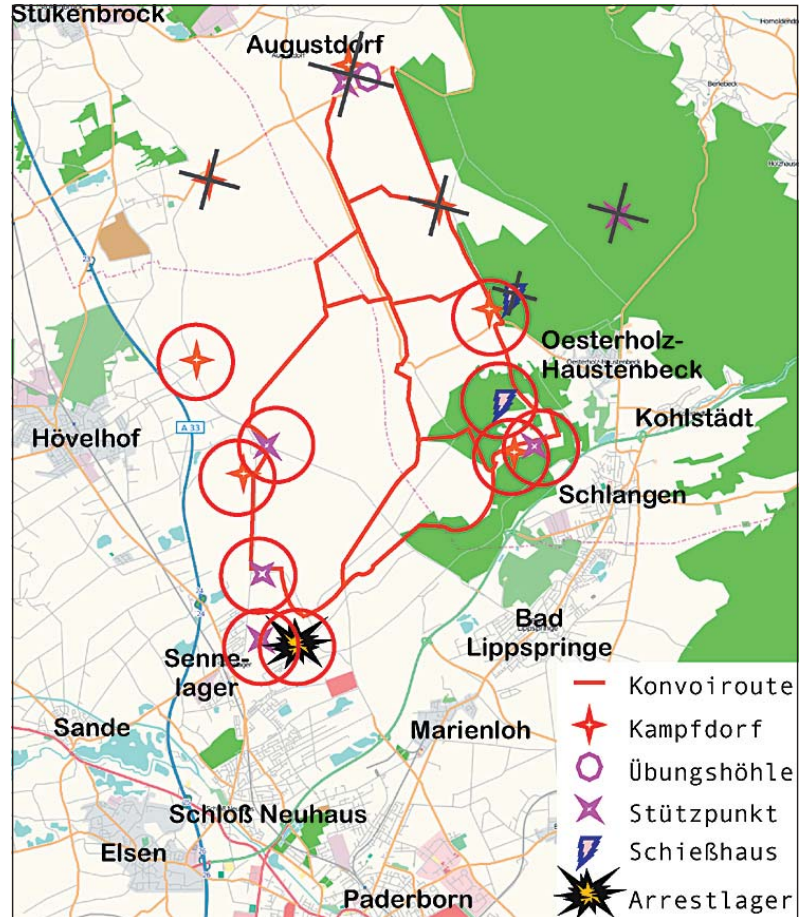 Stukenbrock
Augustdorf
Oesterholz-
Haustenbeck
Kohlstädt
Hövelhof
A 33
Schlangen
Bad
Lippspringe
Senne-
lager
Sande
Marienloh
Schloß Neuhaus
Elsen
Paderborn
Konvoiroute
Kampfdorf
Übungshöhle
Stützpunkt
Schießhaus
Arrestlager